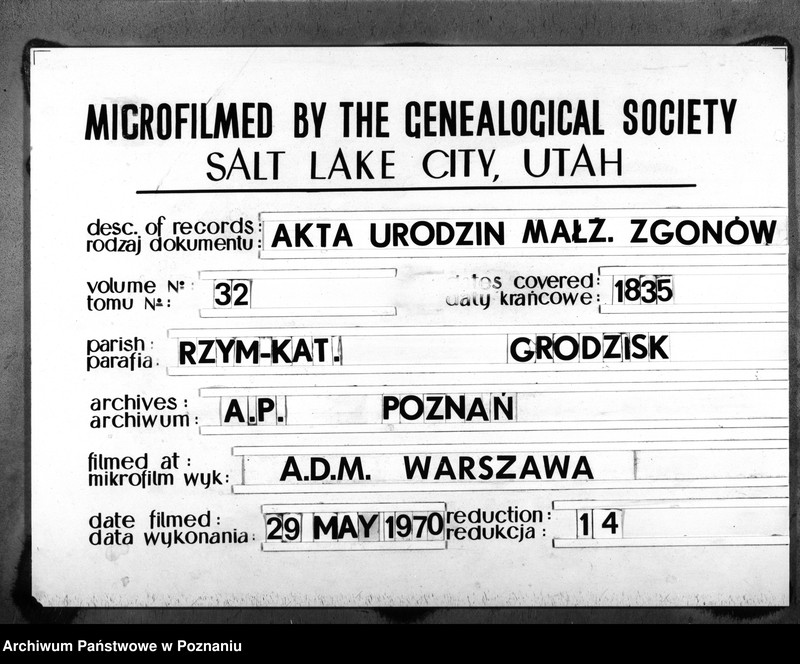 MICROFILMED BY THE GENEALOGICAL SOCIETY
SALT LAKE CITY, UTAH
desc. of records: AKTA URODZIN MAŁŻ. ZGONÓW
rodzaj dokumentu:
volume №: 32
tomu №:
covered: 1835
daty krańcowe:
parish: RZYM-KAT. GRODZISK
parafia:
archives: A.P. POZNAŃ
archiwum:
filmed at: A.D.M. WARSZAWA
mikrofilm wyk:
date filmed: 29 MAY 1970
data wykonania:
reduction: 14
redukcja:
Archiwum Państwowe w Poznaniu